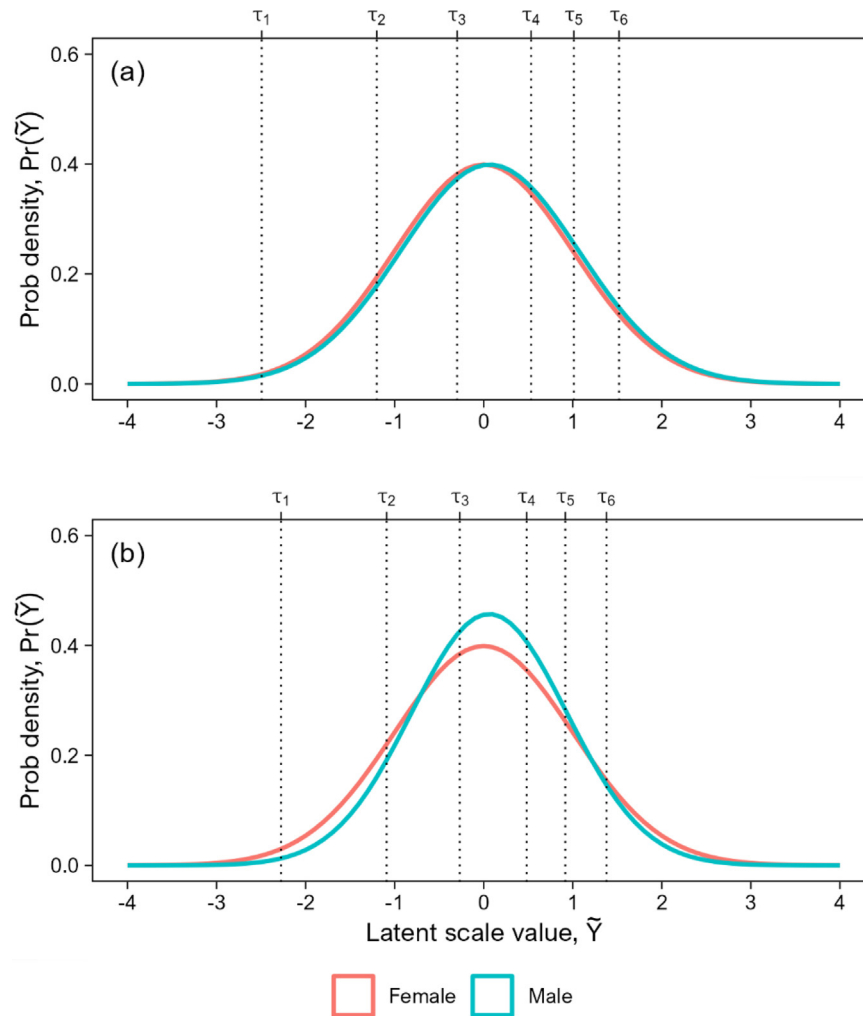 τ1 τ2 τ3 τ4 τ5 τ6
0.6
(a)
0.4
Prob density, Pr(Ỹ)
0.2
0.0
-4 -3 -2 -1 0 1 2 3 4
τ1 τ2 τ3 τ4 τ5 τ6
0.6
(b)
0.4
Prob density, Pr(Ỹ)
0.2
0.0
-4 -3 -2 -1 0 1 2 3 4
Latent scale value, Ỹ
Female Male